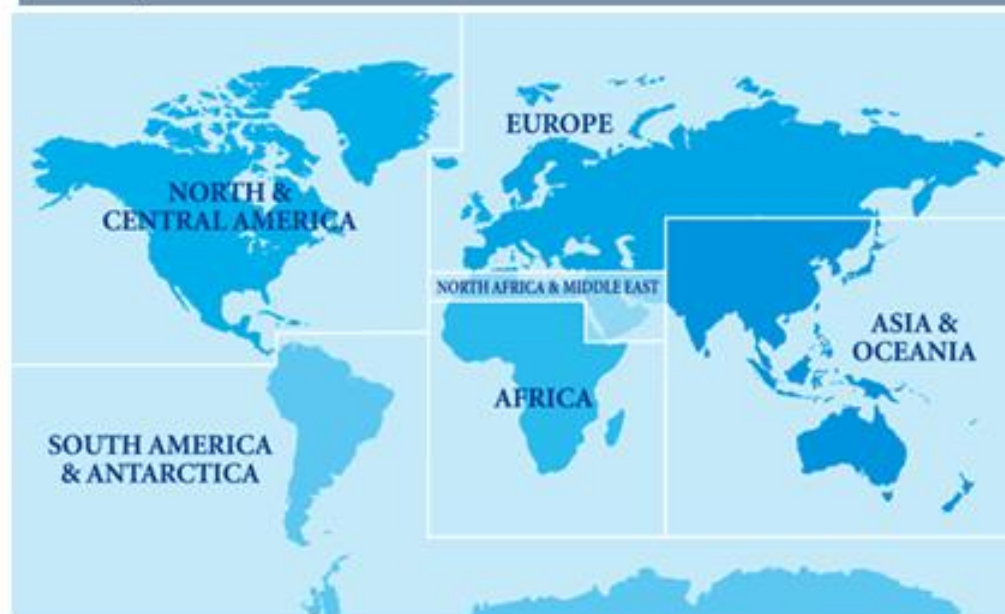 EUROPE
NORTH &
CENTRAL AMERICA
NORTH AFRICA & MIDDLE EAST
ASIA &
OCEANIA
AFRICA
SOUTH AMERICA
& ANTARCTICA